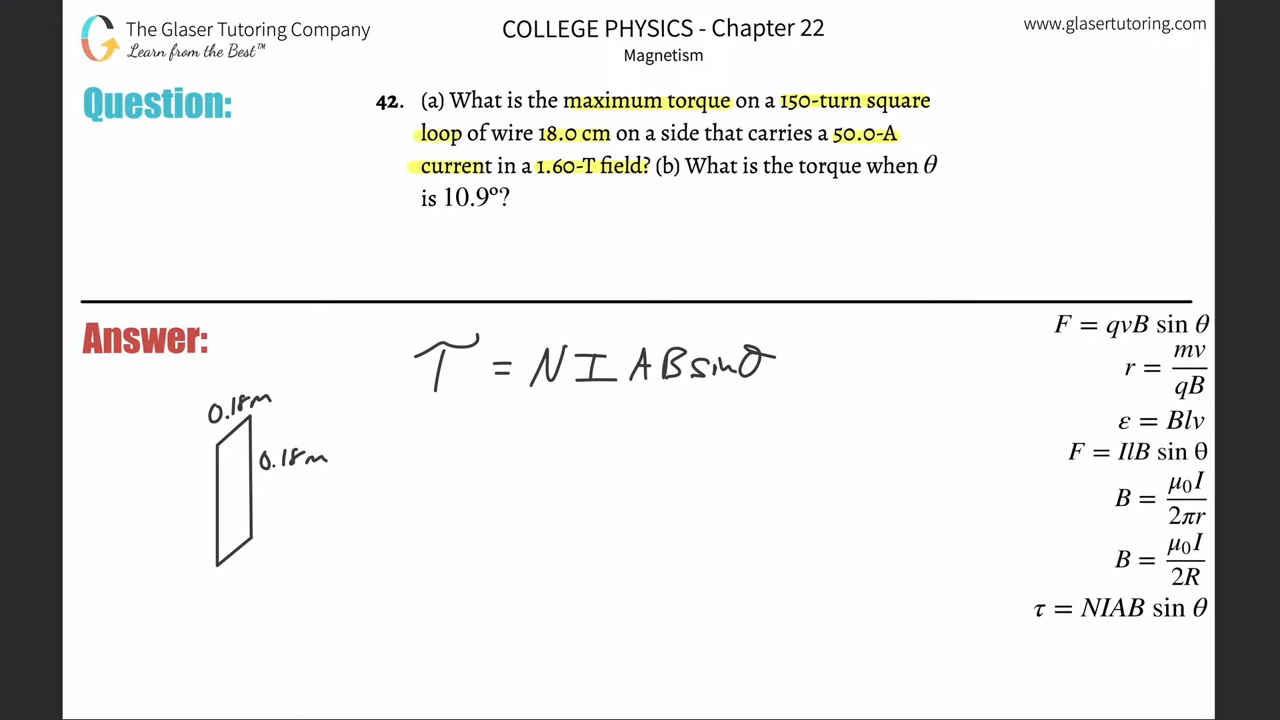 The Glaser Tutoring Company
Learn from the Best™
COLLEGE PHYSICS - Chapter 22
Magnetism
www.glasertutoring.com
Question:
42. (a) What is the maximum torque on a 150-turn square
loop of wire 18.0 cm on a side that carries a 50.0-A
current in a 1.60-T field? (b) What is the torque when θ
is 10.9º?
Answer:
τ = NIAB sin θ
0.18m
0.18m
F = qvB sin θ
r = mv/qB
ε = Blv
F = IlB sin θ
B = μ₀I/2πr
B = μ₀I/2R
τ = NIAB sin θ